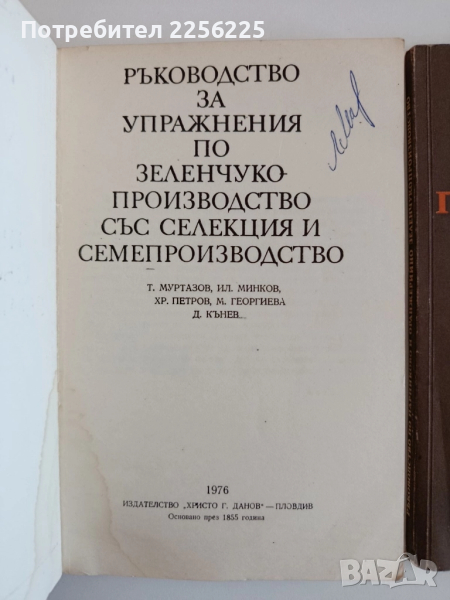 Потребител 2256225
РЪКОВОДСТВО
ЗА
УПРАЖНЕНИЯ
ПО
ЗЕЛЕНЧУКО-
ПРОИЗВОДСТВО
СЪС СЕЛЕКЦИЯ И
СЕМЕПРОИЗВОДСТВО
Т. МУРТАЗОВ, ИЛ. МИНКОВ,
ХР. ПЕТРОВ, М. ГЕОРГИЕВА
Д. КЪНЕВ
1976
ИЗДАТЕЛСТВО „ХРИСТО Г. ДАНОВ" — ПЛОВДИВ
Основано през 1855 година
BAZAR